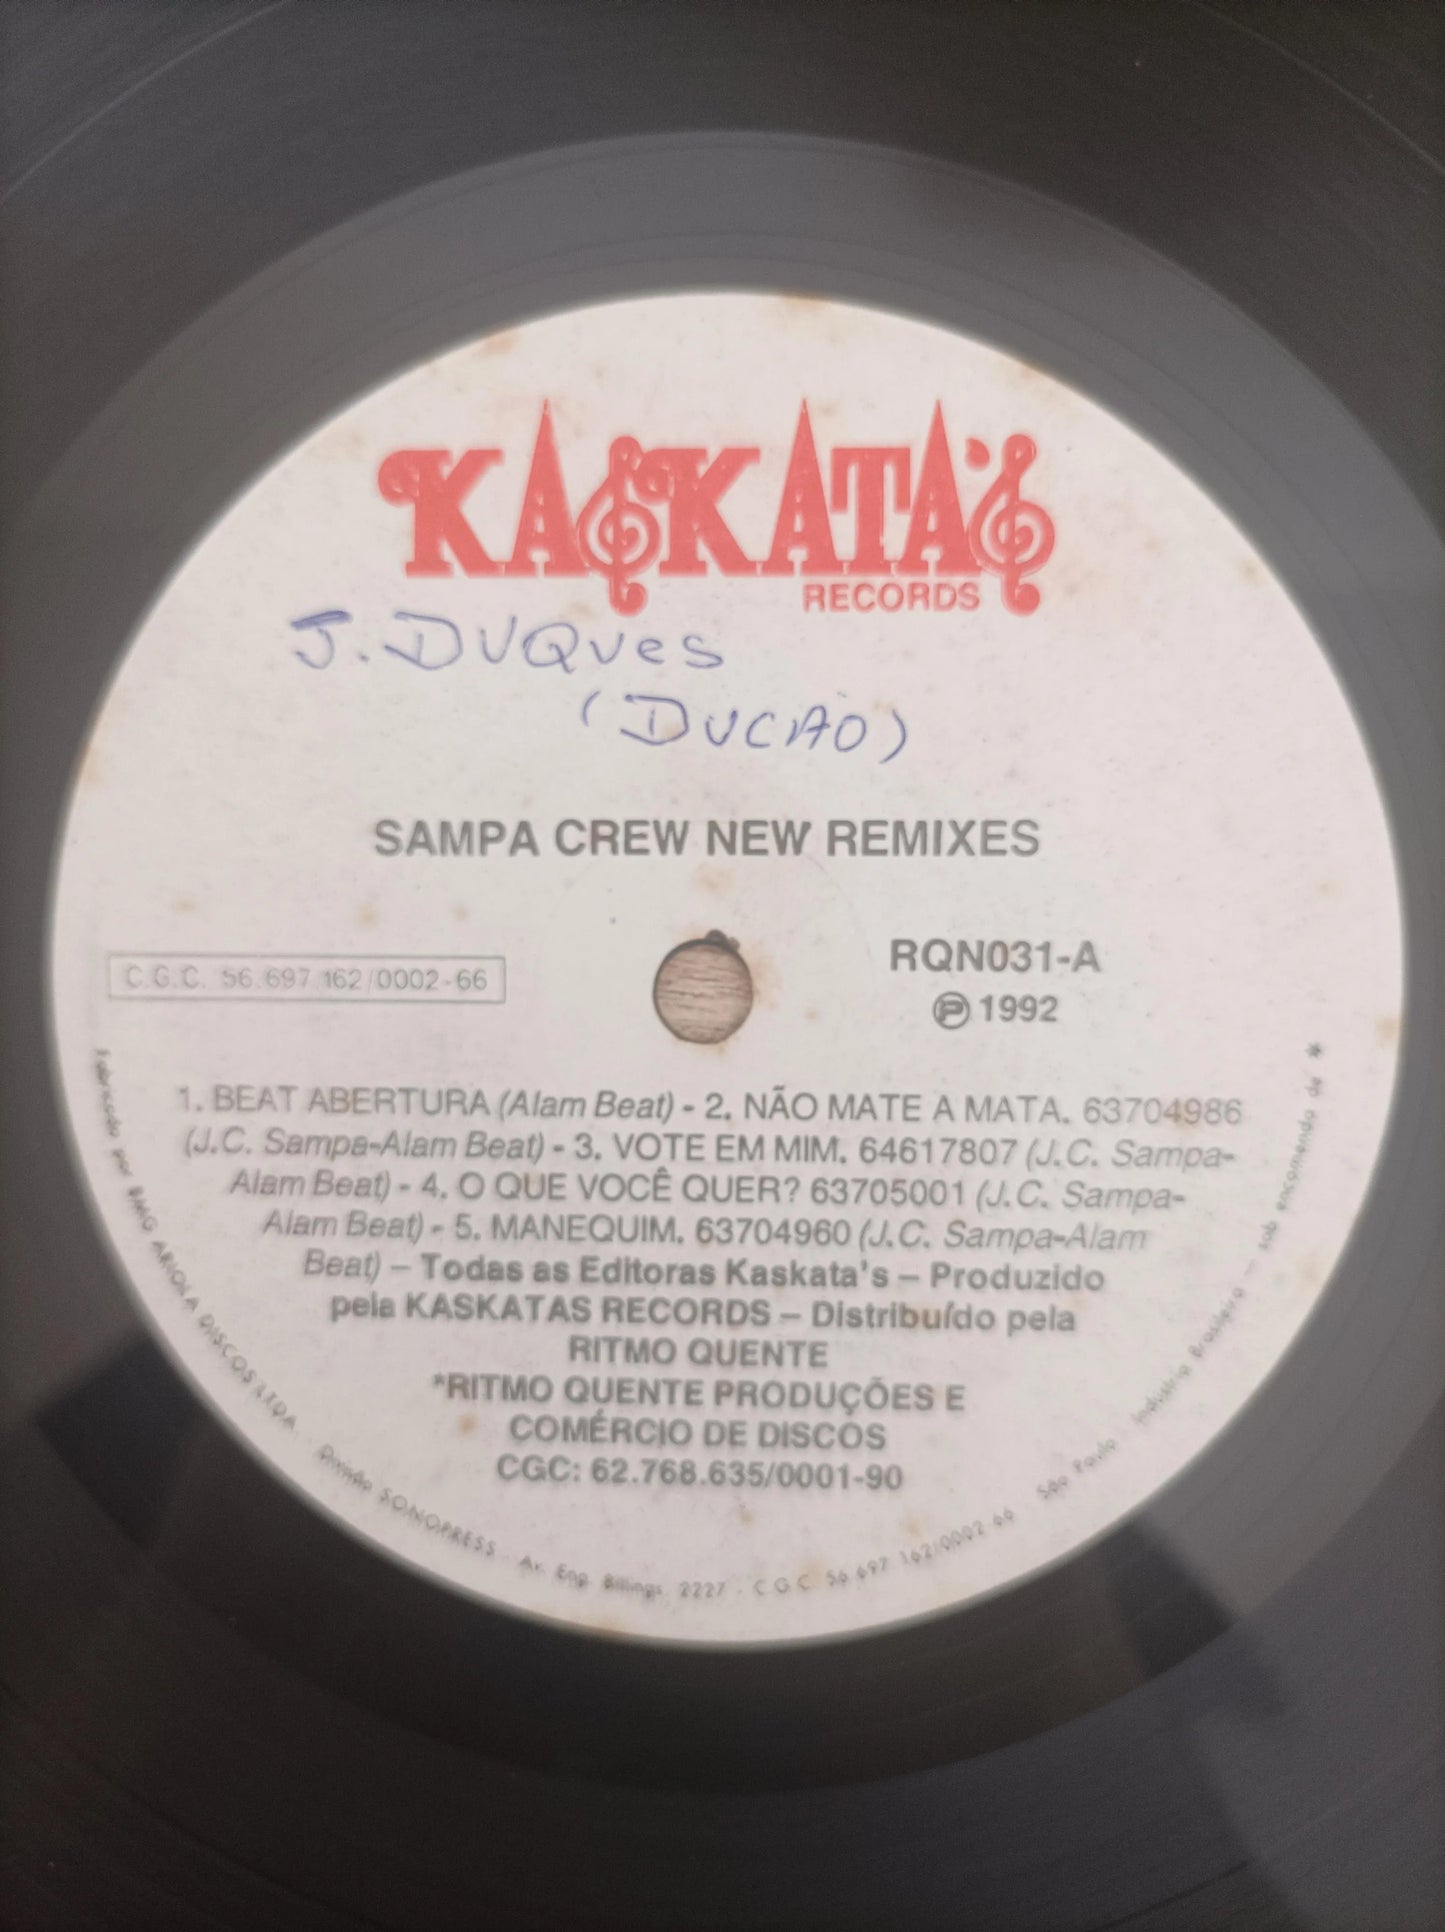 KASKATA'S
RECORDS
J. DUQUES
(DUCÃO)
SAMPA CREW NEW REMIXES
C.G.C. 56.697.162/0002-66
RQN031-A
Ⓟ 1992
1. BEAT ABERTURA (Alam Beat) - 2. NÃO MATE A MATA. 63704986
(J.C. Sampa-Alam Beat) - 3. VOTE EM MIM. 64617807 (J.C. Sampa-
Alam Beat) - 4. O QUE VOCÊ QUER? 63705001 (J.C. Sampa-
Alam Beat) - 5. MANEQUIM. 63704960 (J.C. Sampa-Alam
Beat) – Todas as Editoras Kaskata's – Produzido
pela KASKATAS RECORDS – Distribuído pela
RITMO QUENTE
*RITMO QUENTE PRODUÇÕES E
COMÉRCIO DE DISCOS
CGC: 62.768.635/0001-90
Fabricado por BMG ARIOLA DISCOS LTDA. Divisão SONOPRESS - Av. Eng. Billings, 2227 - C.G.C. 56.697.162/0002-66 São Paulo Indústria Brasileira – sob encomenda de *